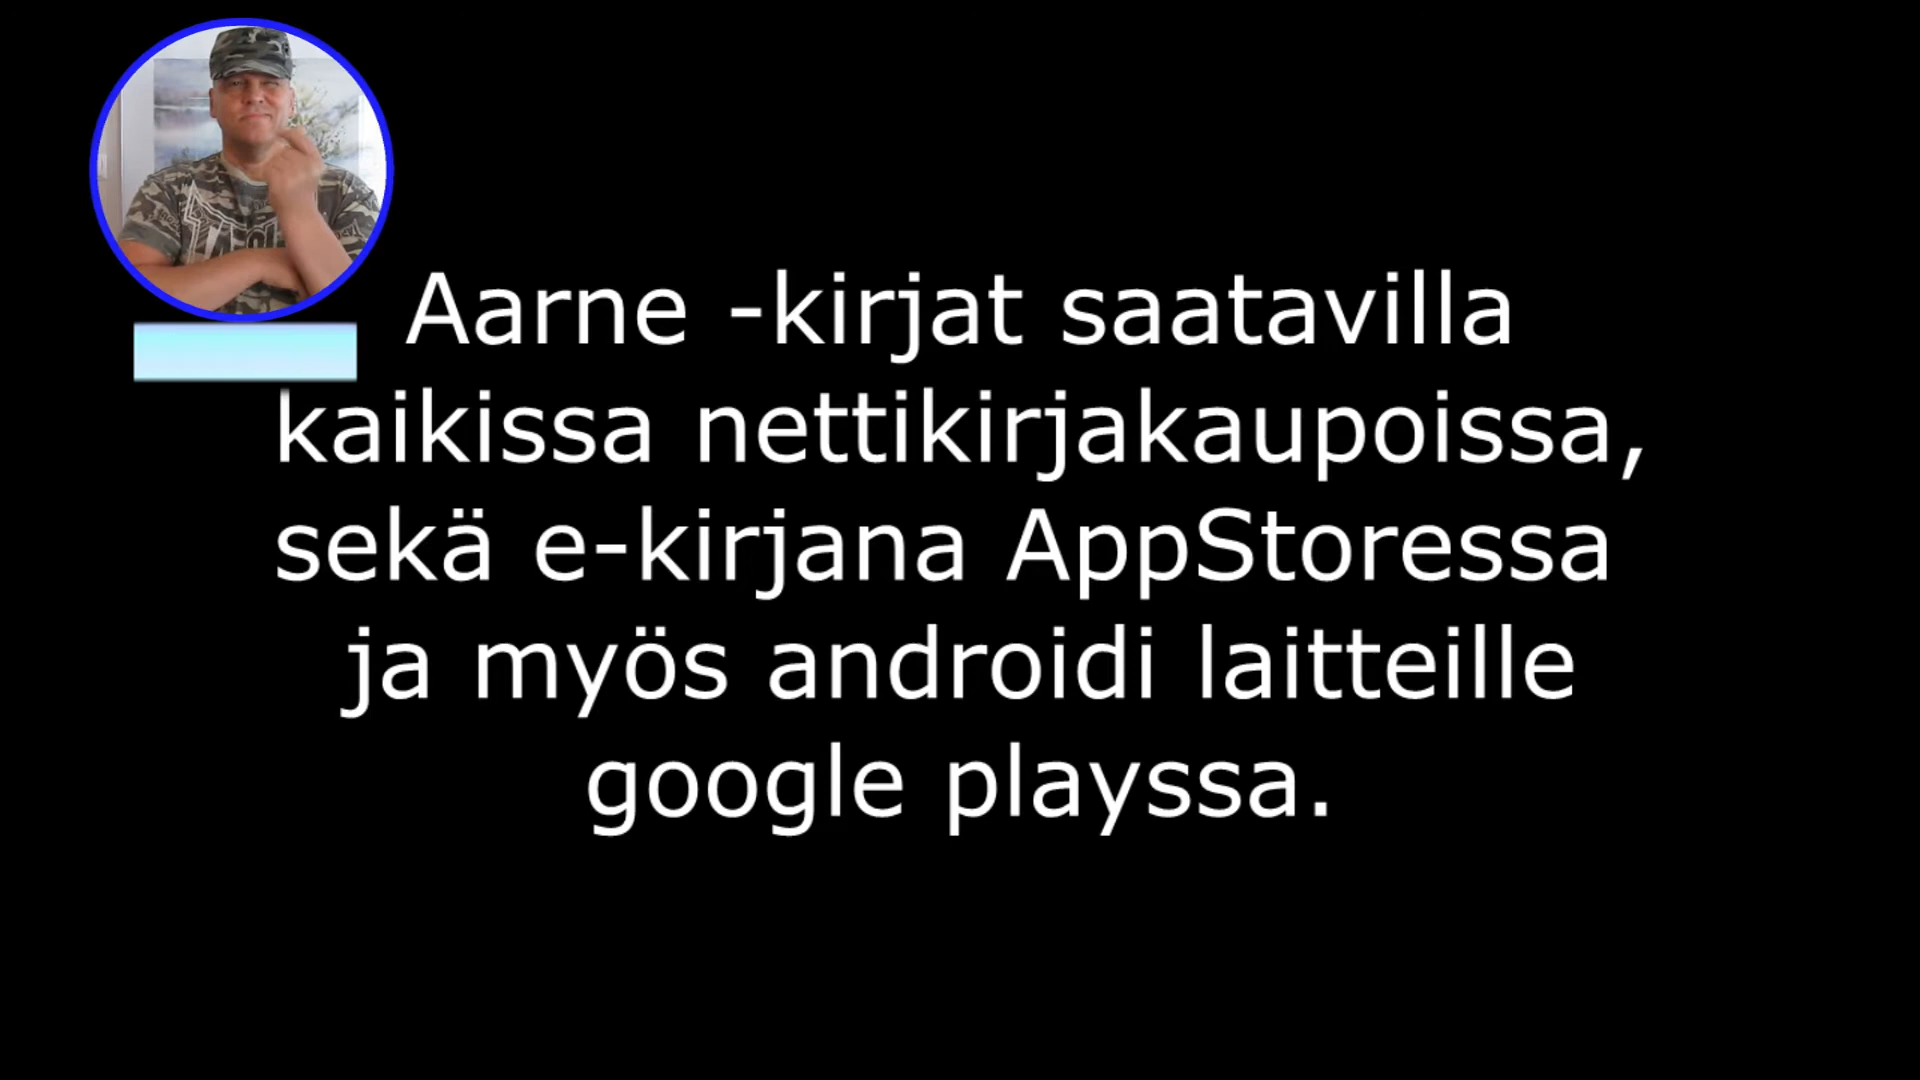 Aarne -kirjat saatavilla
kaikissa nettikirjakaupoissa,
sekä e-kirjana AppStoressa
ja myös androidi laitteille
google playssa.